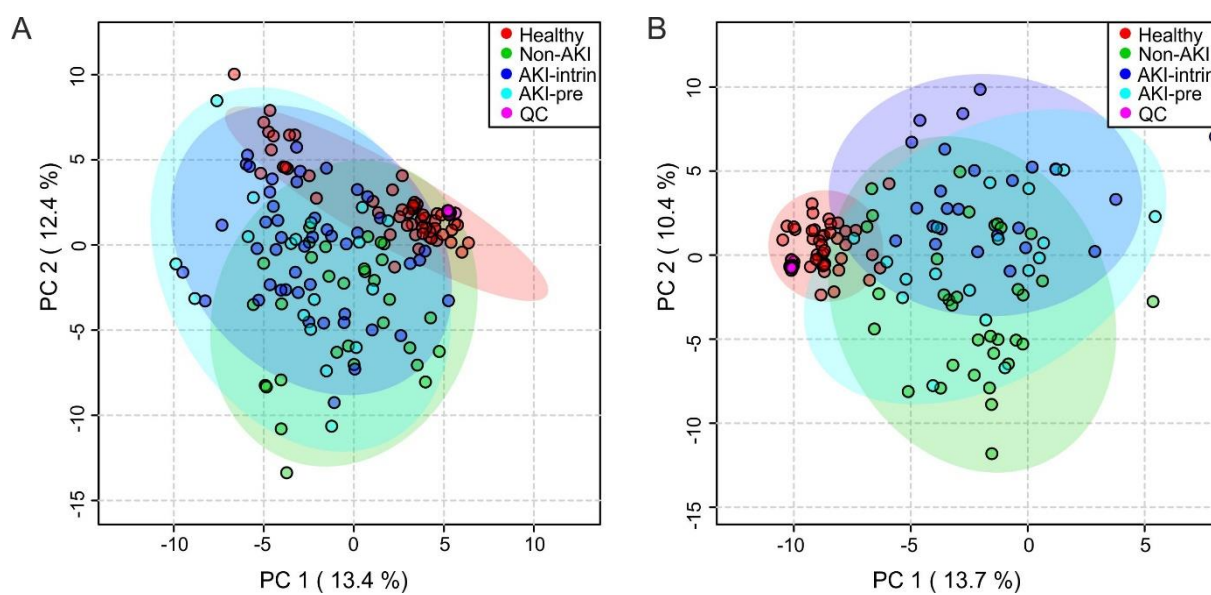 A
Healthy
Non-AKI
AKI-intrin
AKI-pre
QC
PC 2 ( 12.4 %)
10
5
0
-5
-10
-15
-10
-5
0
5
10
PC 1 ( 13.4 %)
B
Healthy
Non-AKI
AKI-intrin
AKI-pre
QC
PC 2 ( 10.4 %)
10
5
0
-5
-10
-15
-10
-5
0
5
PC 1 ( 13.7 %)